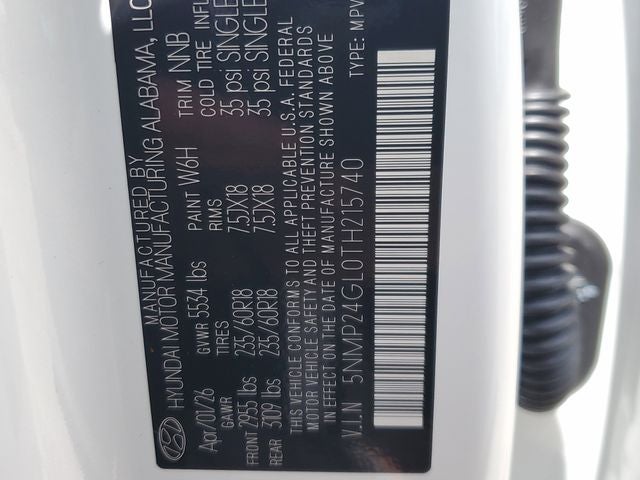 MANUFACTURED BY
HYUNDAI MOTOR MANUFACTURING ALABAMA, LLC
Apr/01/26 GVWR 5534 lbs PAINT W6H TRIM NNB
GAWR TIRES RIMS COLD TIRE INFL
FRONT 2955 lbs 235/60R18 7.5JX18 35 psi SINGLE
REAR 3109 lbs 235/60R18 7.5JX18 35 psi SINGLE
THIS VEHICLE CONFORMS TO ALL APPLICABLE U.S.A. FEDERAL
MOTOR VEHICLE SAFETY AND THEFT PREVENTION STANDARDS
IN EFFECT ON THE DATE OF MANUFACTURE SHOWN ABOVE
V.I.N 5NMP24GL0TH215740 TYPE: MPV